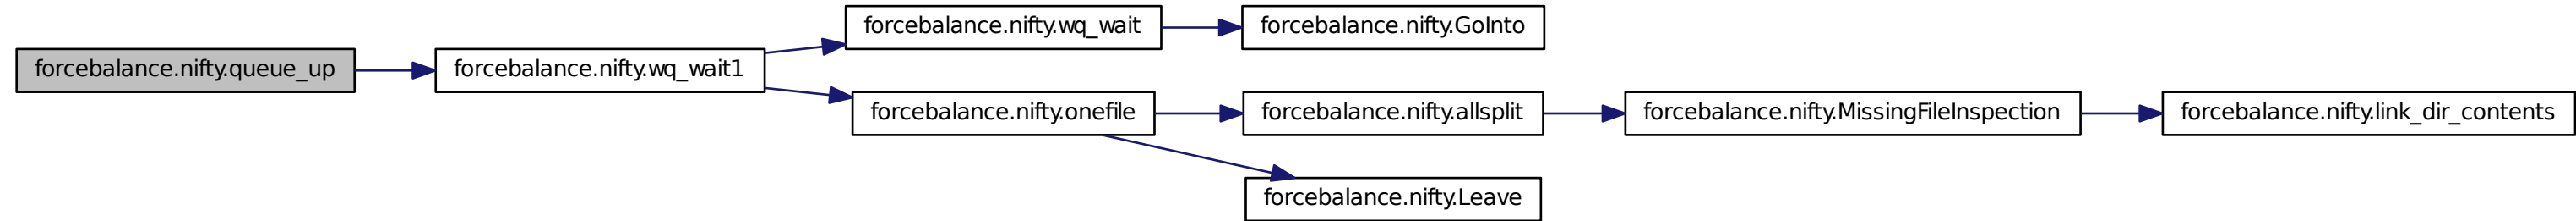 forcebalance.nifty.queue_up
forcebalance.nifty.wq_wait1
forcebalance.nifty.wq_wait
forcebalance.nifty.GoInto
forcebalance.nifty.onefile
forcebalance.nifty.allsplit
forcebalance.nifty.MissingFileInspection
forcebalance.nifty.link_dir_contents
forcebalance.nifty.Leave